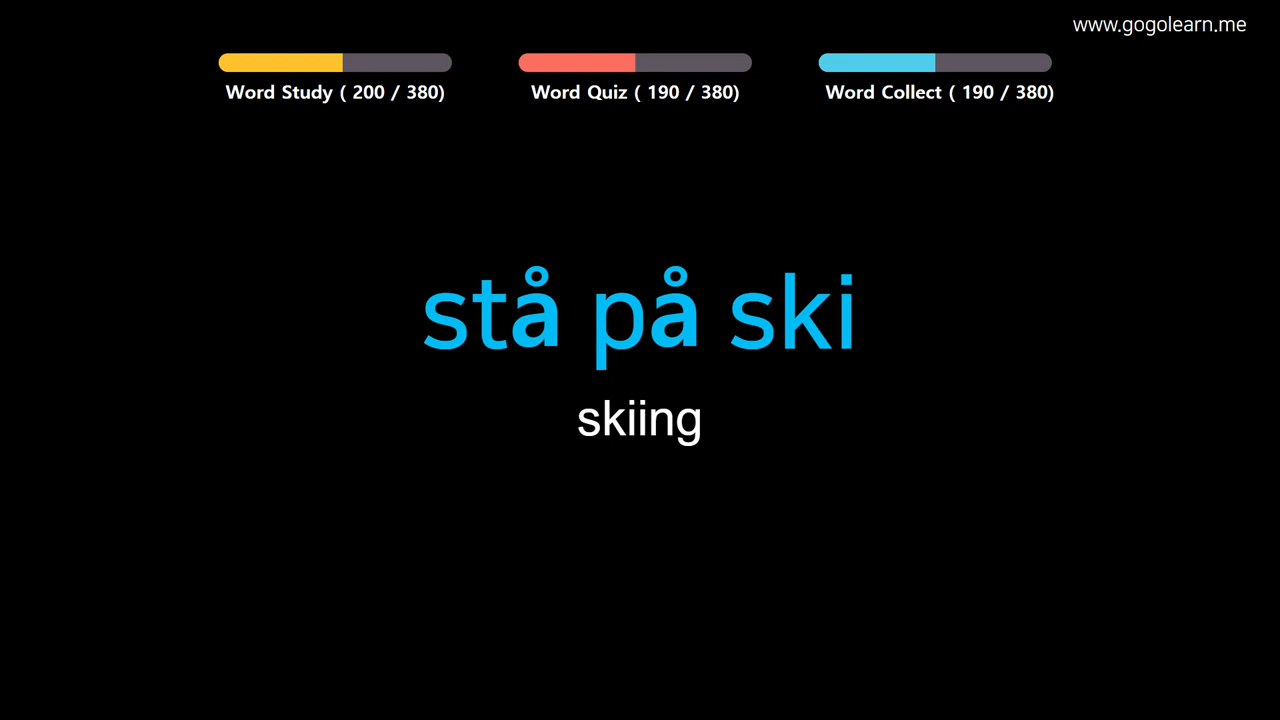 www.gogolearn.me
Word Study ( 200 / 380)
Word Quiz ( 190 / 380)
Word Collect ( 190 / 380)
stå på ski
skiing